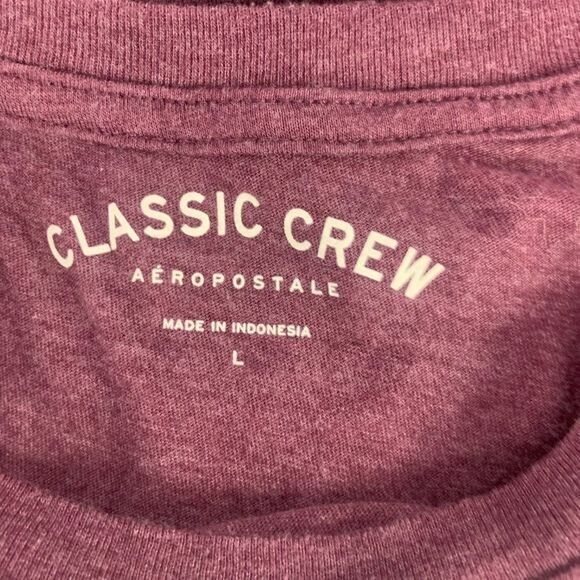 CLASSIC CREW
AÉROPOSTALE
MADE IN INDONESIA
L